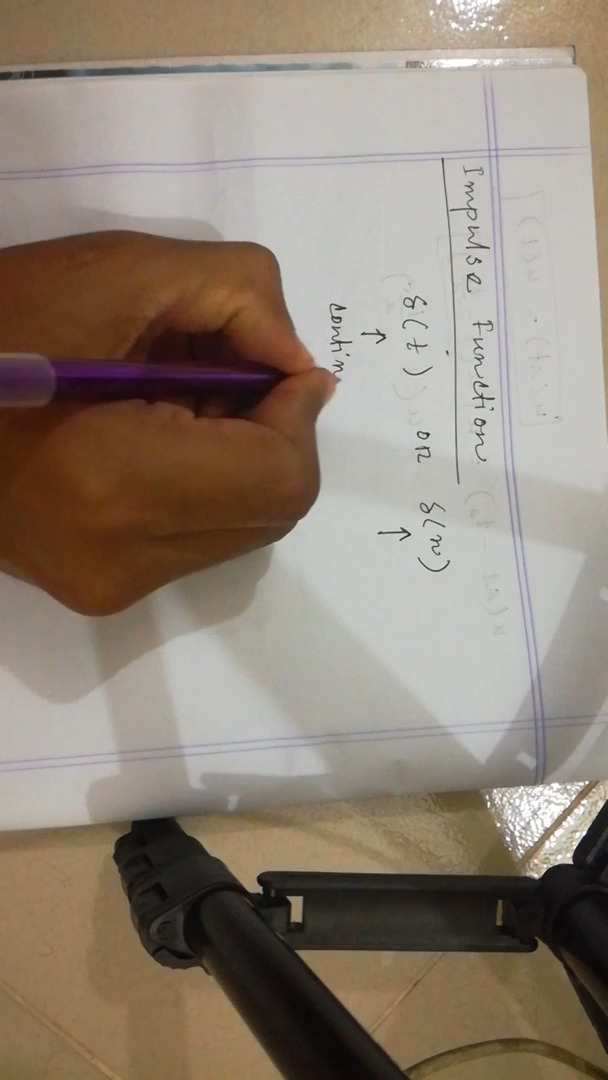 Impulse Function
δ(t) OR δ(n)
↑ ↑
contin